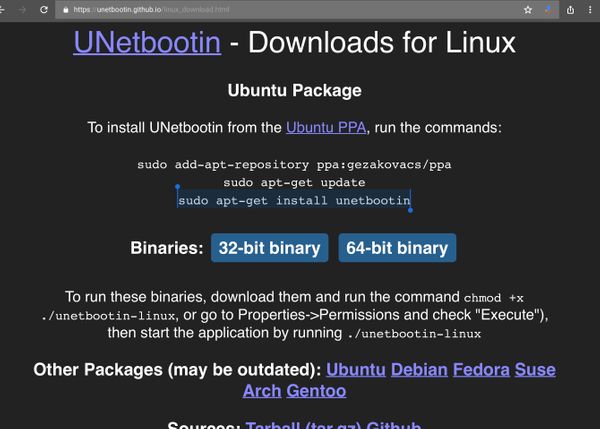 https://unetbootin.github.io/linux_download.html
UNetbootin - Downloads for Linux
Ubuntu Package
To install UNetbootin from the Ubuntu PPA, run the commands:
sudo add-apt-repository ppa:gezakovacs/ppa
sudo apt-get update
sudo apt-get install unetbootin
Binaries: 32-bit binary 64-bit binary
To run these binaries, download them and run the command chmod +x
./unetbootin-linux, or go to Properties->Permissions and check "Execute"),
then start the application by running ./unetbootin-linux
Other Packages (may be outdated): Ubuntu Debian Fedora Suse
Arch Gentoo
Sources: Tarball (tar.gz) Github